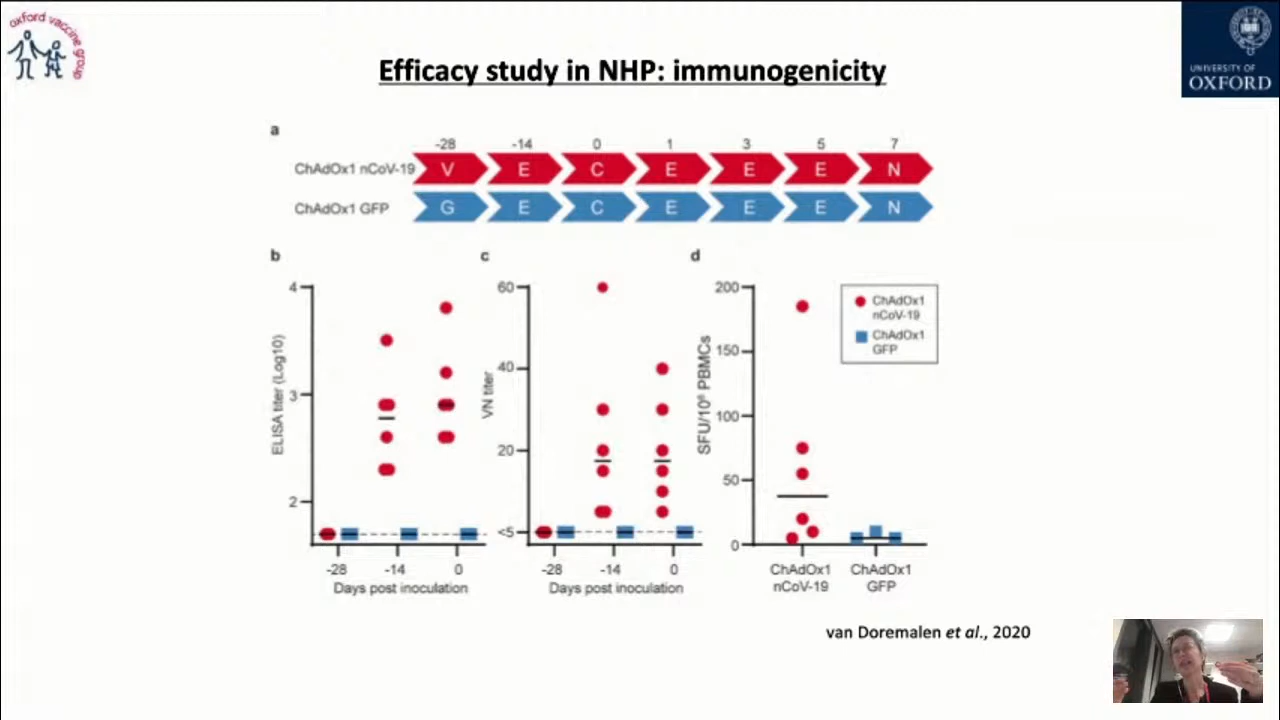 oxford vaccine group
UNIVERSITY OF
OXFORD
Efficacy study in NHP: immunogenicity
a
-28 -14 0 1 3 5 7
ChAdOx1 nCoV-19 V E C E E E N
ChAdOx1 GFP G E C E E E N
b
4
3
2
ELISA titer (Log10)
-28 -14 0
Days post inoculation
c
60
40
20
<5
VN titer
-28 -14 0
Days post inoculation
d
200
150
100
50
0
SFU/10⁶ PBMCs
ChAdOx1
nCoV-19
ChAdOx1
GFP
ChAdOx1
nCoV-19
ChAdOx1
GFP
van Doremalen et al., 2020